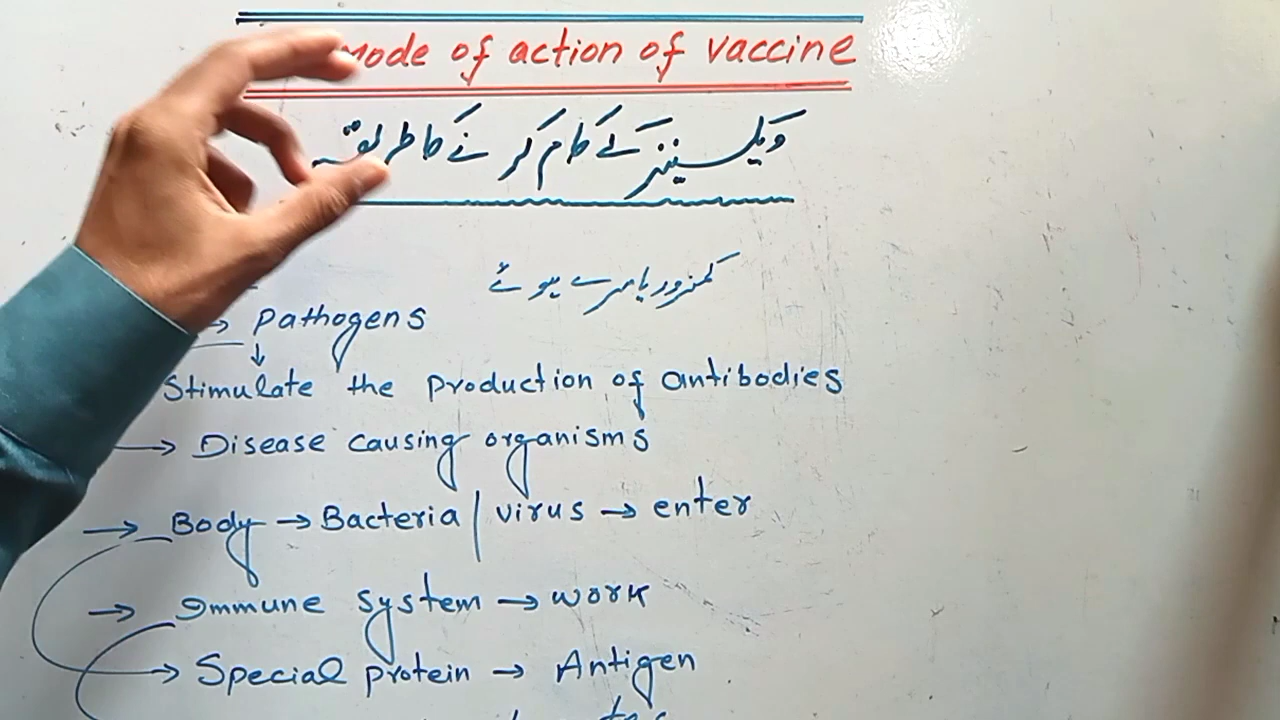 mode of action of vaccine
ویکسینز کے کام کرنے کا طریقہ
کمزور یا مرے ہوئے
→ Pathogens
↓
Stimulate the production of antibodies
→ Disease causing organisms
→ Body → Bacteria / virus → enter
→ Immune system → work
→ Special protein → Antigen